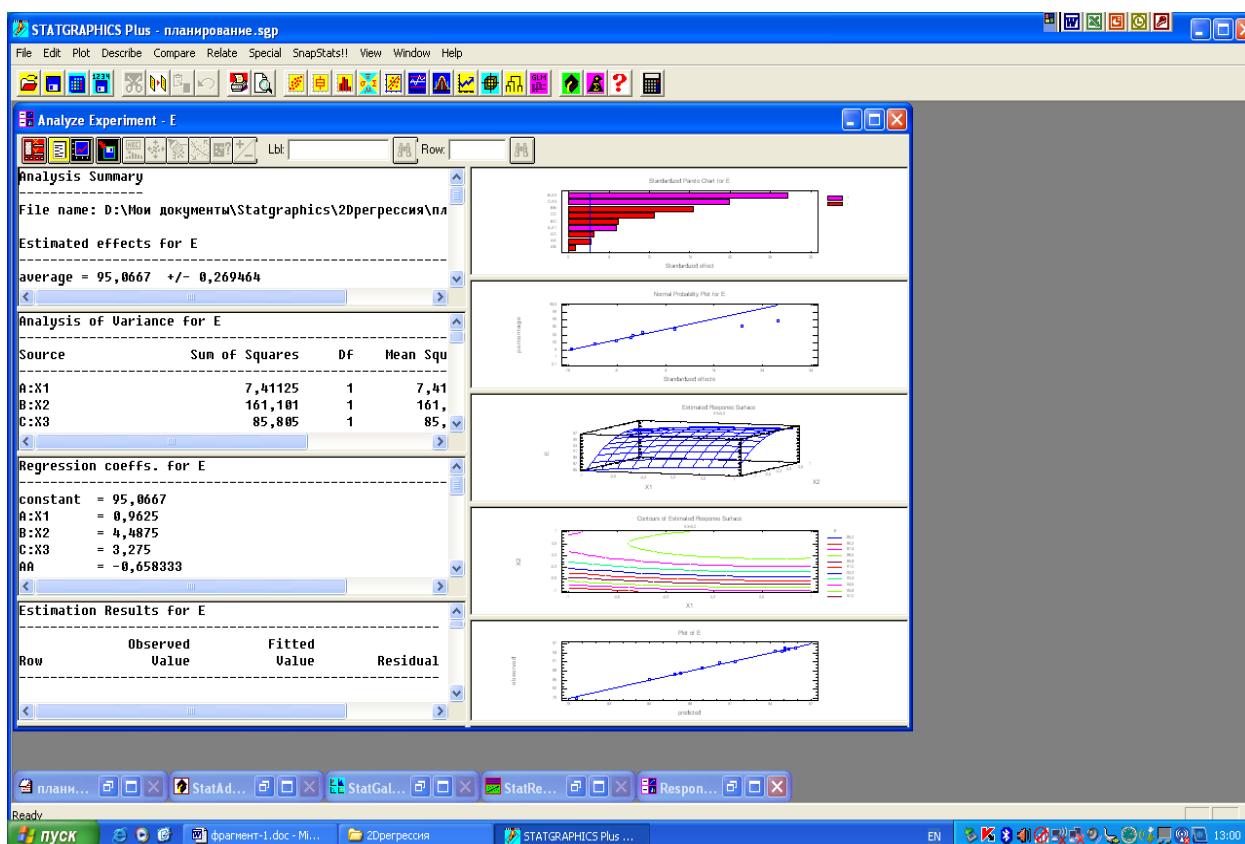 STATGRAPHICS Plus - планирование.sgp
File Edit Plot Describe Compare Relate Special SnapStats!! View Window Help
Analyze Experiment - E
Lbl: Row:
Analysis Summary
----------------
File name: D:\Мои документы\Statgraphics\2Dрегрессия\пл
Estimated effects for E
average = 95,0667 +/- 0,269464
Analysis of Variance for E
Source Sum of Squares Df Mean Squ
A:X1 7,41125 1 7,41
B:X2 161,101 1 161,
C:X3 85,805 1 85,
Regression coeffs. for E
constant = 95,0667
A:X1 = 0,9625
B:X2 = 4,4875
C:X3 = 3,275
AA = -0,658333
Estimation Results for E
Observed Fitted
Row Value Value Residual
Standardized Pareto Chart for E
Standardized effect
Normal Probability Plot for E
percentage
Standardized effects
Estimated Response Surface
E
X1
X2
Contours of Estimated Response Surface
X2
X1
Plot of E
observed
predicted
плани...
StatAd...
StatGal...
StatRe...
Respon...
Ready
пуск
фрагмент-1.doc - Mi...
2Dрегрессия
STATGRAPHICS Plus ...
EN
13:00